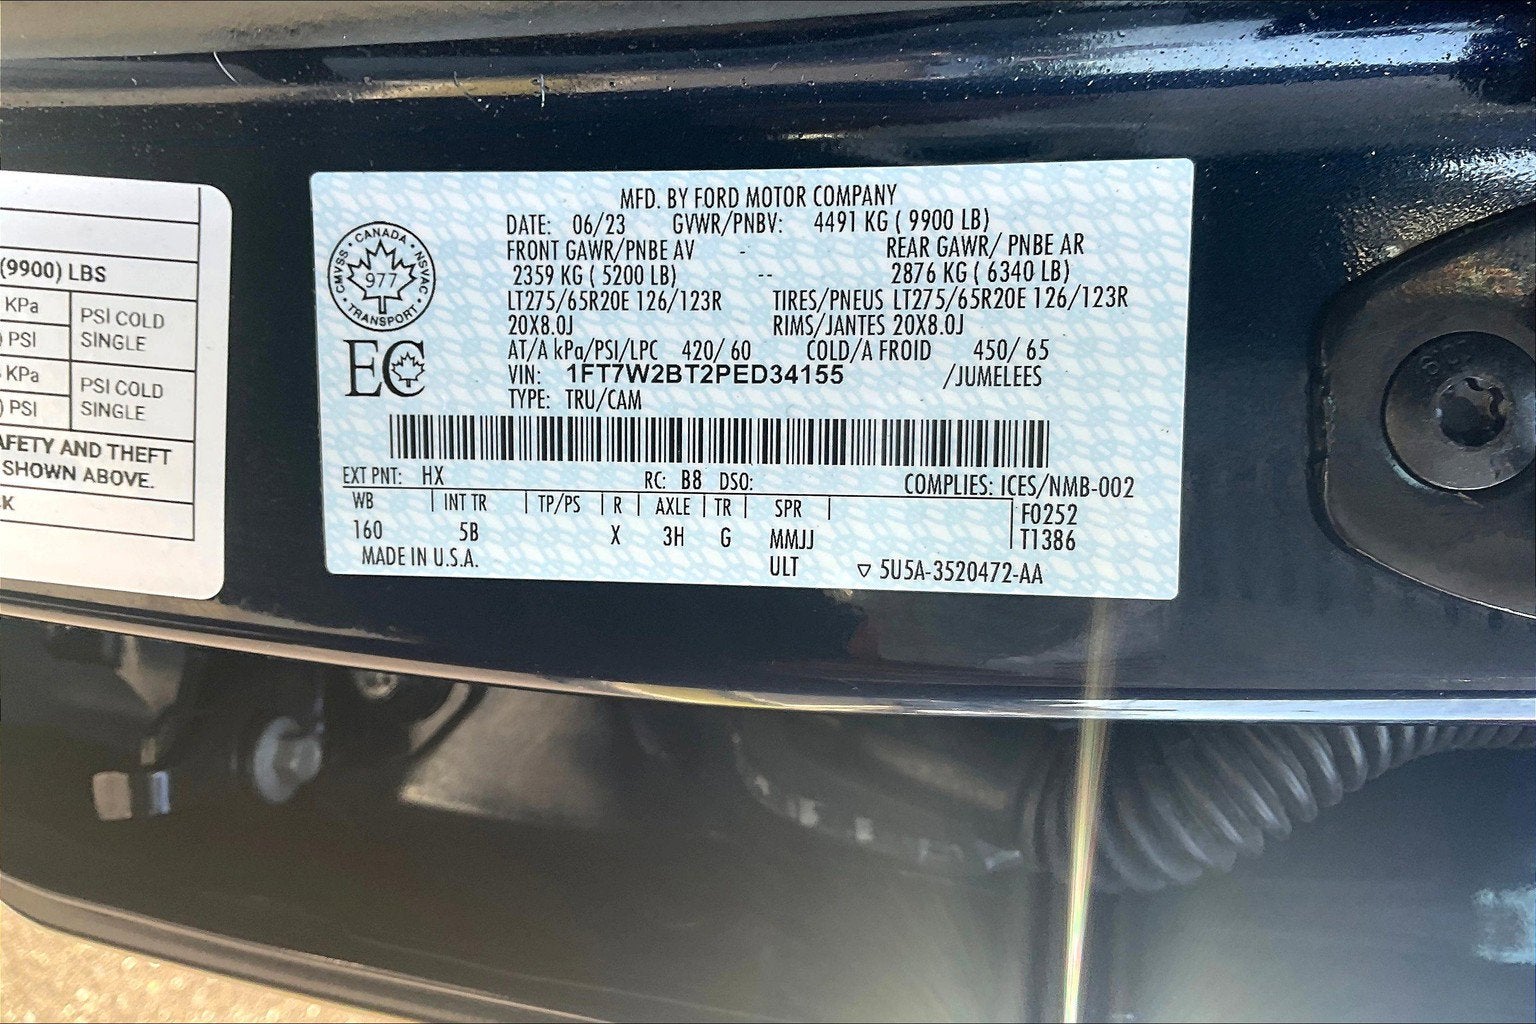 (9900) LBS
KPa
PSI COLD
PSI
SINGLE
KPa
PSI COLD
PSI
SINGLE
AFETY AND THEFT
SHOWN ABOVE.
CANADA
CMVSS
NSVAC
977
TRANSPORT
EC
MFD. BY FORD MOTOR COMPANY
DATE: 06/23 GVWR/PNBV: 4491 KG ( 9900 LB)
FRONT GAWR/PNBE AV - REAR GAWR/ PNBE AR
2359 KG ( 5200 LB) -- 2876 KG ( 6340 LB)
LT275/65R20E 126/123R TIRES/PNEUS LT275/65R20E 126/123R
20X8.0J RIMS/JANTES 20X8.0J
AT/A kPa/PSI/LPC 420/ 60 COLD/A FROID 450/ 65
VIN: 1FT7W2BT2PED34155 /JUMELEES
TYPE: TRU/CAM
EXT PNT: HX RC: B8 DSO: COMPLIES: ICES/NMB-002
WB | INT TR | TP/PS | R | AXLE | TR | SPR | F0252
160 5B X 3H G MMJJ T1386
MADE IN U.S.A. ULT ▽ 5U5A-3520472-AA